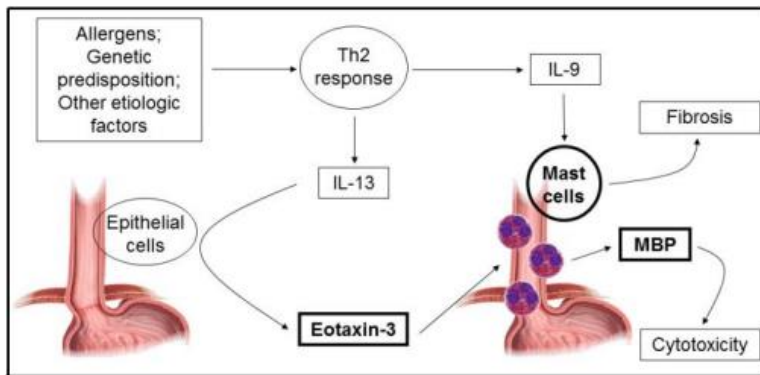 Allergens;
Genetic
predisposition;
Other etiologic
factors
Th2
response
IL-9
Fibrosis
IL-13
Mast
cells
Epithelial
cells
MBP
Eotaxin-3
Cytotoxicity